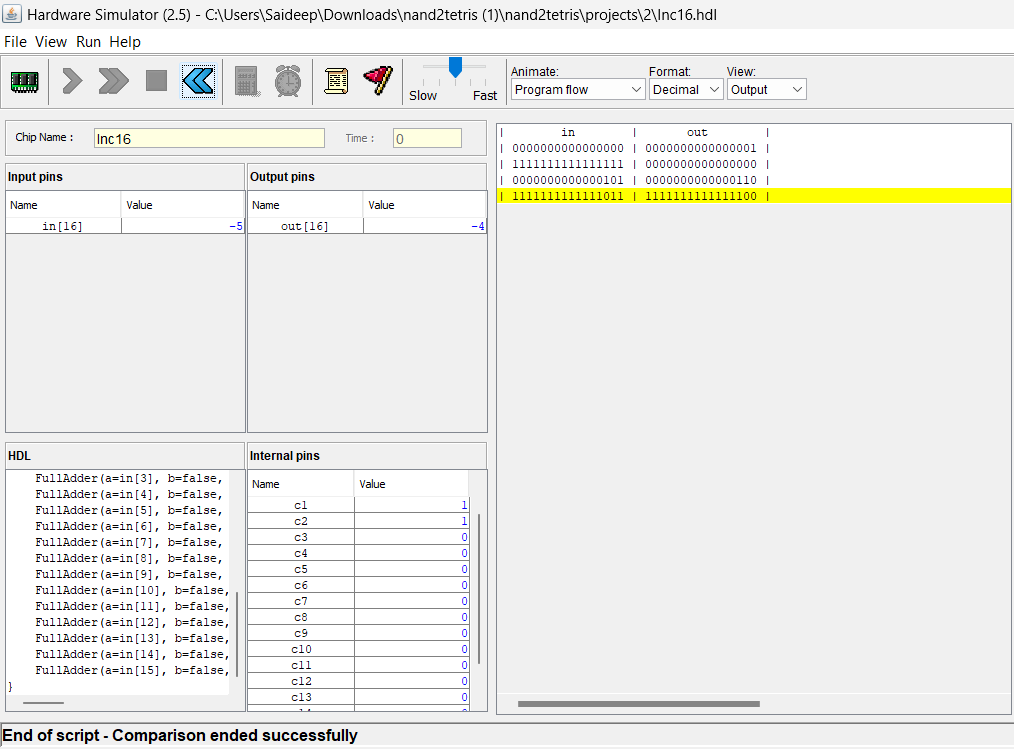 Hardware Simulator (2.5) - C:\Users\Saideep\Downloads\nand2tetris (1)\nand2tetris\projects\2\Inc16.hdl
File View Run Help
Slow Fast
Animate: Format: View:
Program flow Decimal Output
Chip Name : Inc16 Time : 0
Input pins
Name Value
in[16] -5
Output pins
Name Value
out[16] -4
HDL
FullAdder(a=in[3], b=false,
FullAdder(a=in[4], b=false,
FullAdder(a=in[5], b=false,
FullAdder(a=in[6], b=false,
FullAdder(a=in[7], b=false,
FullAdder(a=in[8], b=false,
FullAdder(a=in[9], b=false,
FullAdder(a=in[10], b=false,
FullAdder(a=in[11], b=false,
FullAdder(a=in[12], b=false,
FullAdder(a=in[13], b=false,
FullAdder(a=in[14], b=false,
FullAdder(a=in[15], b=false,
}
Internal pins
Name Value
c1 1
c2 1
c3 0
c4 0
c5 0
c6 0
c7 0
c8 0
c9 0
c10 0
c11 0
c12 0
c13 0
| in | out |
| 0000000000000000 | 0000000000000001 |
| 1111111111111111 | 0000000000000000 |
| 0000000000000101 | 0000000000000110 |
| 1111111111111011 | 1111111111111100 |
End of script - Comparison ended successfully